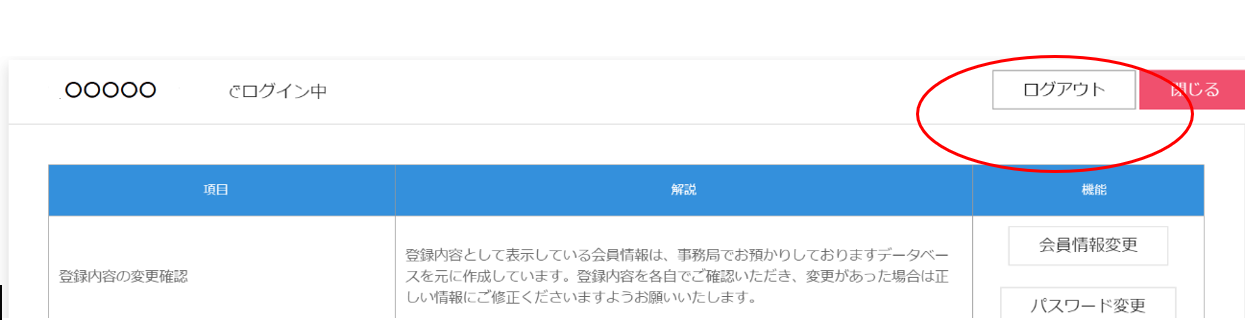 ○○○○○ でログイン中 ログアウト 閉じる
項目 解説 機能
登録内容の変更確認
登録内容として表示している会員情報は、事務局でお預かりしておりますデータベー
スを元に作成しています。登録内容を各自でご確認いただき、変更があった場合は正
しい情報にご修正くださいますようお願いいたします。
会員情報変更
パスワード変更